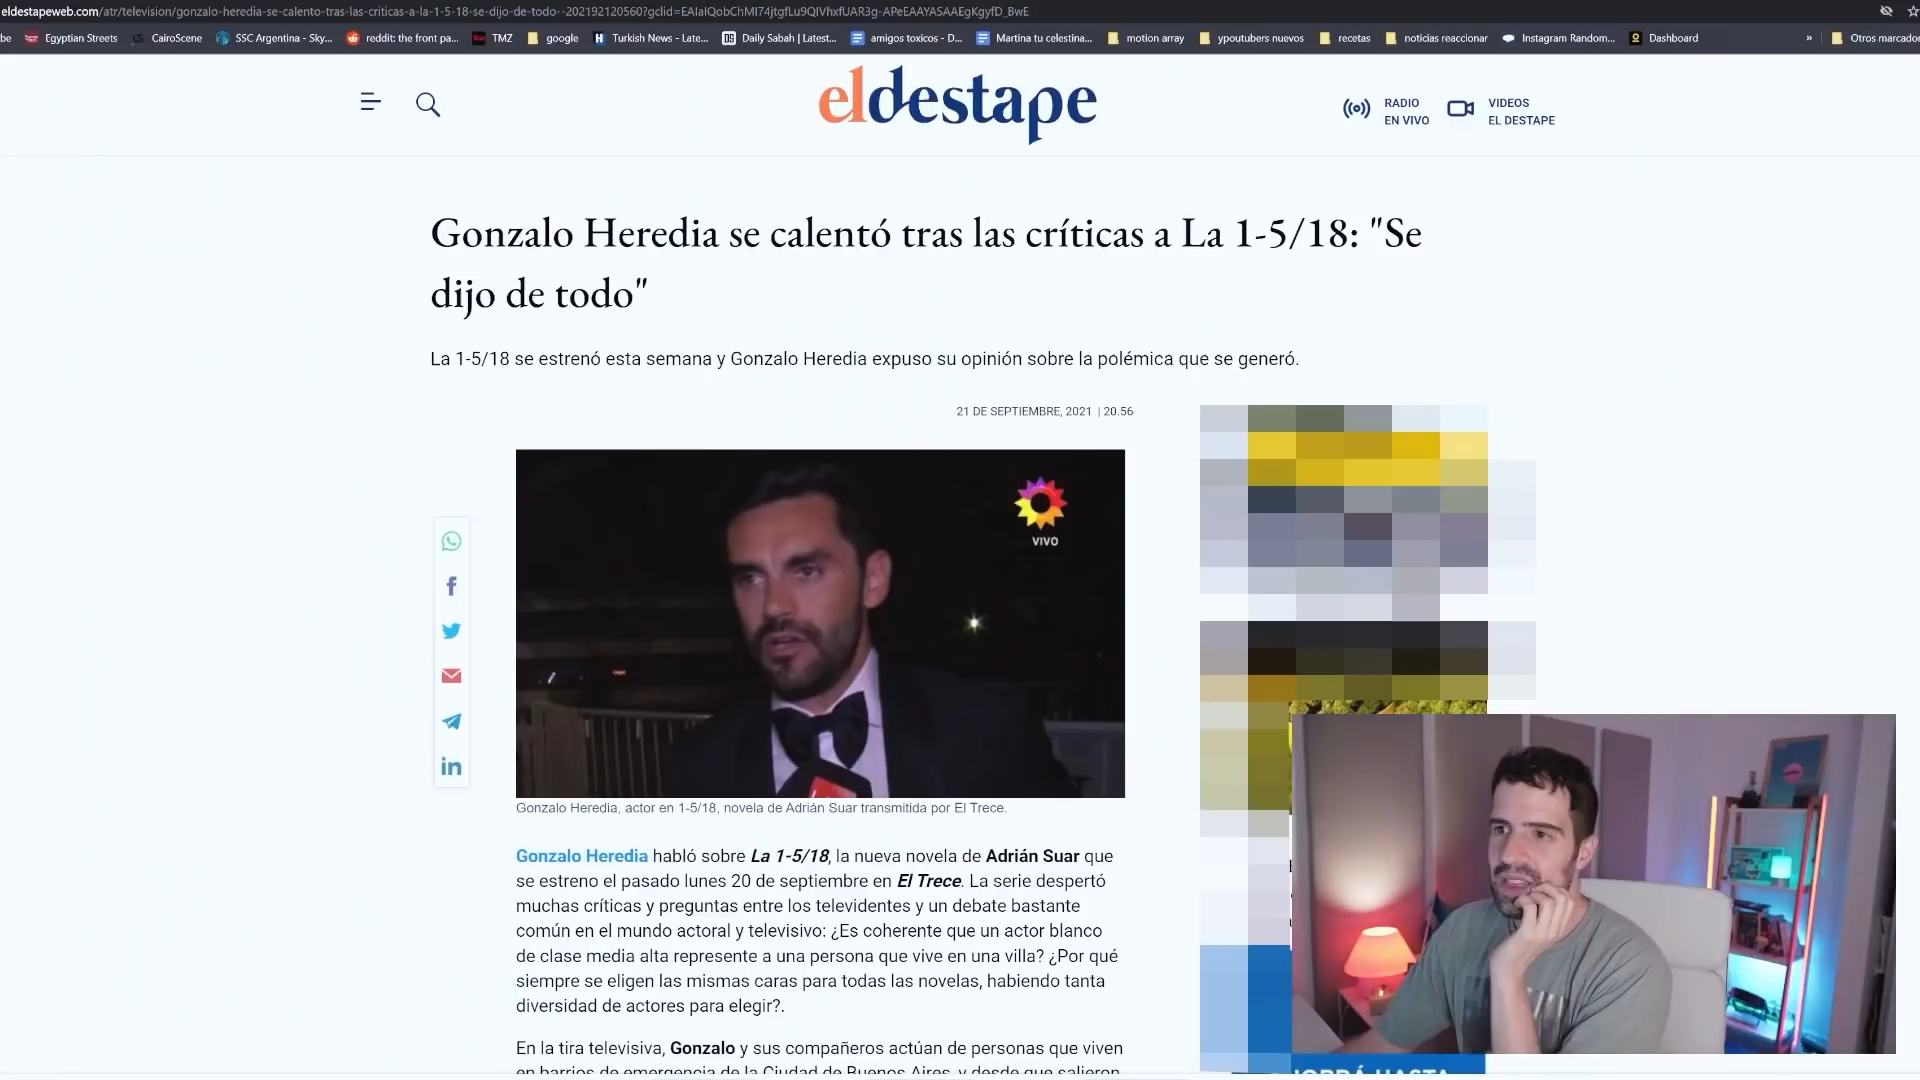 eldestapeweb.com/atr/television/gonzalo-heredia-se-calento-tras-las-criticas-a-la-1-5-18-se-dijo-de-todo--202192120560?gclid=EAIaIQobChMI74jtgfLu9QIVhxfUAR3g-APeEAAYASAAEgKgyfD_BwE
be Egyptian Streets CairoScene SSC Argentina - Sky... reddit: the front pa... TMZ google Turkish News - Late... Daily Sabah | Latest... amigos toxicos - D... Martina tu celestina... motion array ypoutubers nuevos recetas noticias reaccionar Instagram Random... Dashboard » Otros marcador
eldestape
RADIO
EN VIVO
VIDEOS
EL DESTAPE
Gonzalo Heredia se calentó tras las críticas a La 1-5/18: "Se
dijo de todo"
La 1-5/18 se estrenó esta semana y Gonzalo Heredia expuso su opinión sobre la polémica que se generó.
21 DE SEPTIEMBRE, 2021 | 20.56
VIVO
Gonzalo Heredia, actor en 1-5/18, novela de Adrián Suar transmitida por El Trece.
Gonzalo Heredia habló sobre La 1-5/18, la nueva novela de Adrián Suar que
se estreno el pasado lunes 20 de septiembre en El Trece. La serie despertó
muchas críticas y preguntas entre los televidentes y un debate bastante
común en el mundo actoral y televisivo: ¿Es coherente que un actor blanco
de clase media alta represente a una persona que vive en una villa? ¿Por qué
siempre se eligen las mismas caras para todas las novelas, habiendo tanta
diversidad de actores para elegir?.
En la tira televisiva, Gonzalo y sus compañeros actúan de personas que viven
en barrios de emergencia de la Ciudad de Buenos Aires, y desde que salieron
HASTA